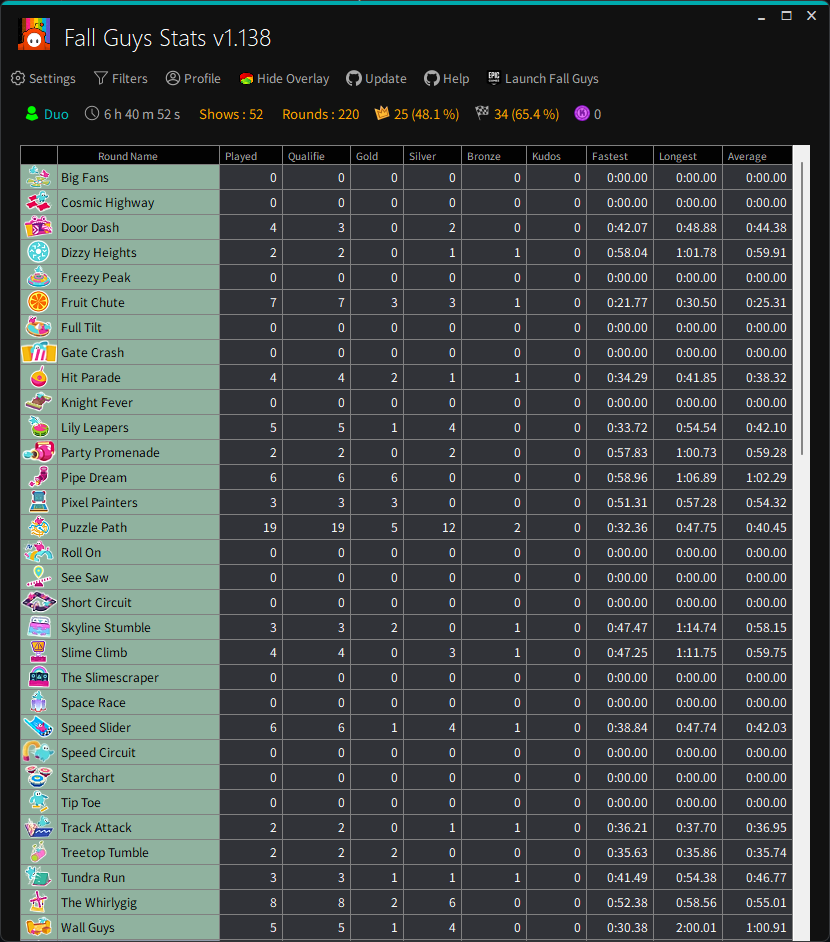 Fall Guys Stats v1.138
Settings Filters Profile Hide Overlay Update Help EPIC GAMES Launch Fall Guys
Duo 6 h 40 m 52 s Shows : 52 Rounds : 220 25 (48.1 %) 34 (65.4 %) 0
Round Name Played Qualifie Gold Silver Bronze Kudos Fastest Longest Average
Big Fans 0 0 0 0 0 0 0:00.00 0:00.00 0:00.00
Cosmic Highway 0 0 0 0 0 0 0:00.00 0:00.00 0:00.00
Door Dash 4 3 0 2 0 0 0:42.07 0:48.88 0:44.38
Dizzy Heights 2 2 0 1 1 0 0:58.04 1:01.78 0:59.91
Freezy Peak 0 0 0 0 0 0 0:00.00 0:00.00 0:00.00
Fruit Chute 7 7 3 3 1 0 0:21.77 0:30.50 0:25.31
Full Tilt 0 0 0 0 0 0 0:00.00 0:00.00 0:00.00
Gate Crash 0 0 0 0 0 0 0:00.00 0:00.00 0:00.00
Hit Parade 4 4 2 1 1 0 0:34.29 0:41.85 0:38.32
Knight Fever 0 0 0 0 0 0 0:00.00 0:00.00 0:00.00
Lily Leapers 5 5 1 4 0 0 0:33.72 0:54.54 0:42.10
Party Promenade 2 2 0 2 0 0 0:57.83 1:00.73 0:59.28
Pipe Dream 6 6 6 0 0 0 0:58.96 1:06.89 1:02.29
Pixel Painters 3 3 3 0 0 0 0:51.31 0:57.28 0:54.32
Puzzle Path 19 19 5 12 2 0 0:32.36 0:47.75 0:40.45
Roll On 0 0 0 0 0 0 0:00.00 0:00.00 0:00.00
See Saw 0 0 0 0 0 0 0:00.00 0:00.00 0:00.00
Short Circuit 0 0 0 0 0 0 0:00.00 0:00.00 0:00.00
Skyline Stumble 3 3 2 0 1 0 0:47.47 1:14.74 0:58.15
Slime Climb 4 4 0 3 1 0 0:47.25 1:11.75 0:59.75
The Slimescraper 0 0 0 0 0 0 0:00.00 0:00.00 0:00.00
Space Race 0 0 0 0 0 0 0:00.00 0:00.00 0:00.00
Speed Slider 6 6 1 4 1 0 0:38.84 0:47.74 0:42.03
Speed Circuit 0 0 0 0 0 0 0:00.00 0:00.00 0:00.00
Starchart 0 0 0 0 0 0 0:00.00 0:00.00 0:00.00
Tip Toe 0 0 0 0 0 0 0:00.00 0:00.00 0:00.00
Track Attack 2 2 0 1 1 0 0:36.21 0:37.70 0:36.95
Treetop Tumble 2 2 2 0 0 0 0:35.63 0:35.86 0:35.74
Tundra Run 3 3 1 1 1 0 0:41.49 0:54.38 0:46.77
The Whirlygig 8 8 2 6 0 0 0:52.38 0:58.56 0:55.01
Wall Guys 5 5 1 4 0 0 0:30.38 2:00.01 1:00.91